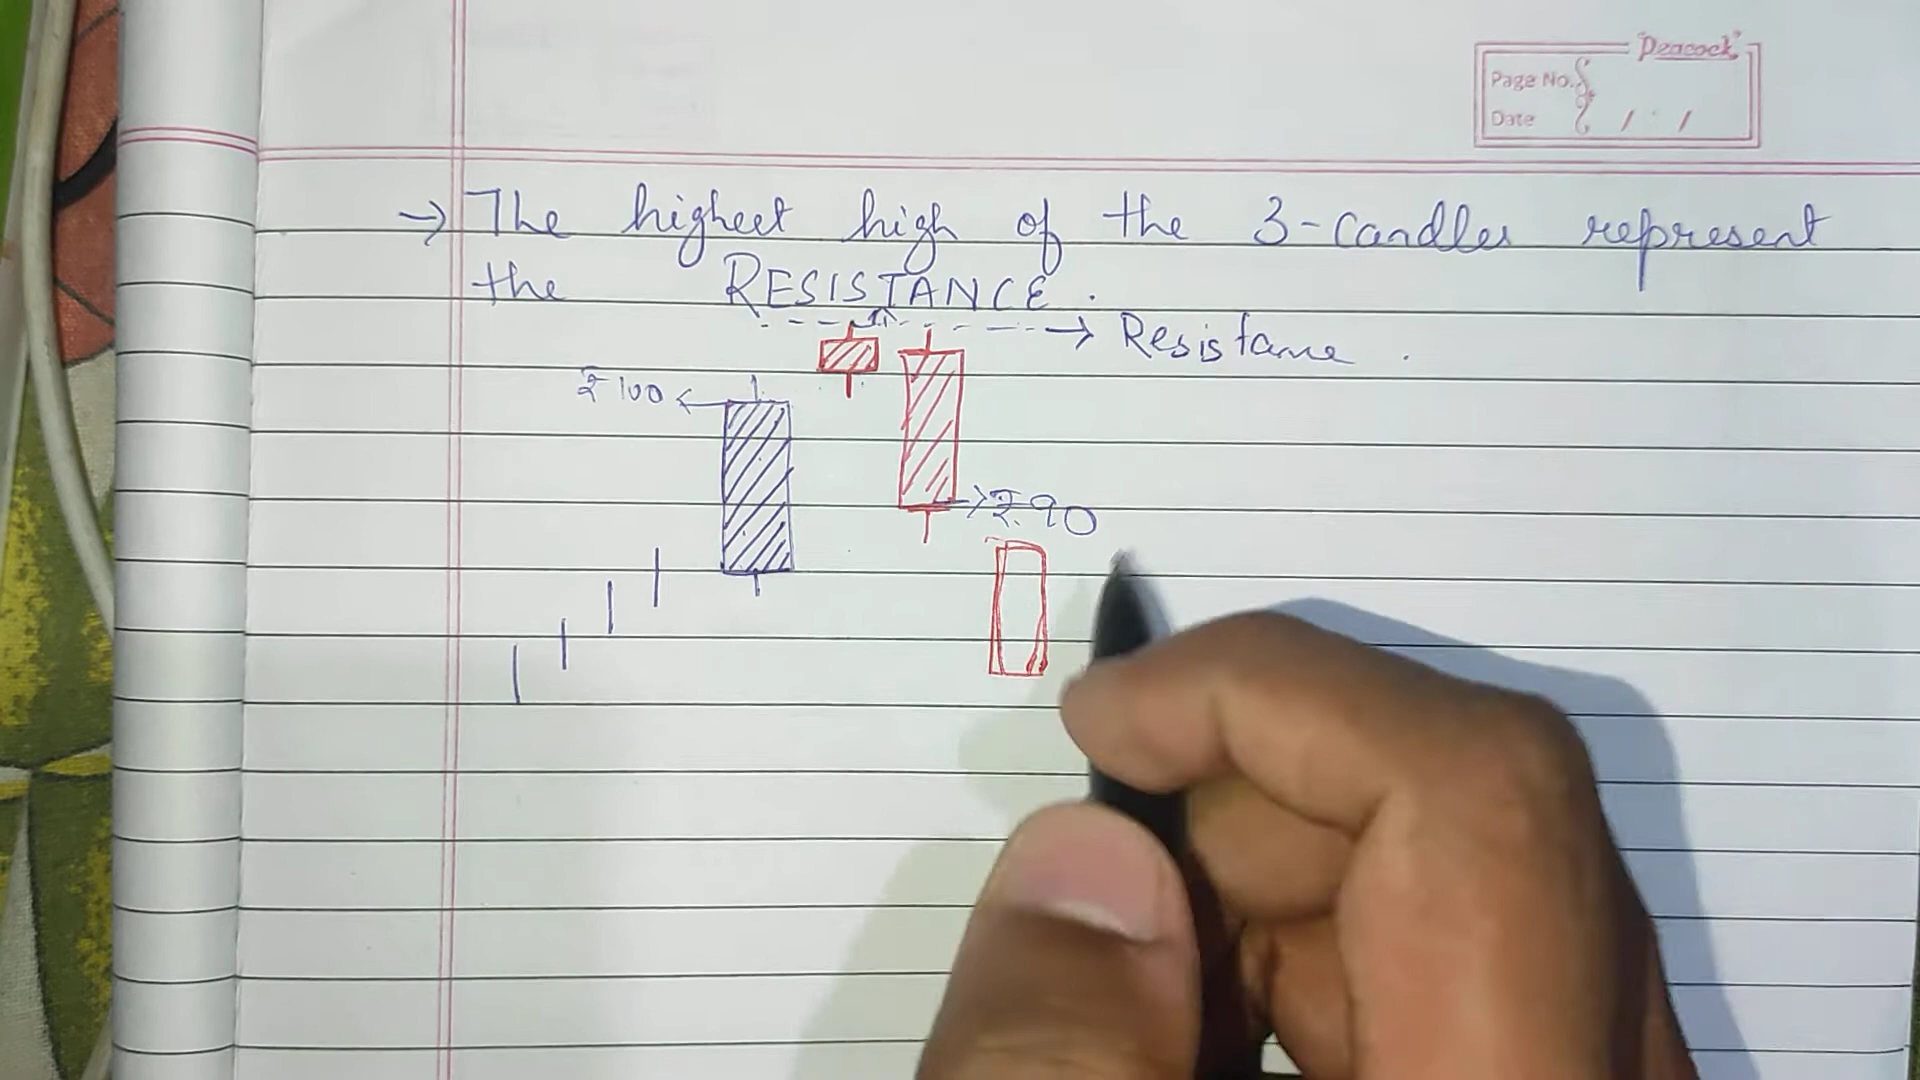 Peacock
Page No.
Date / /
→ The highest high of the 3-candles represent
the RESISTANCE.
→ Resistance.
₹100 ←
→ ₹.90